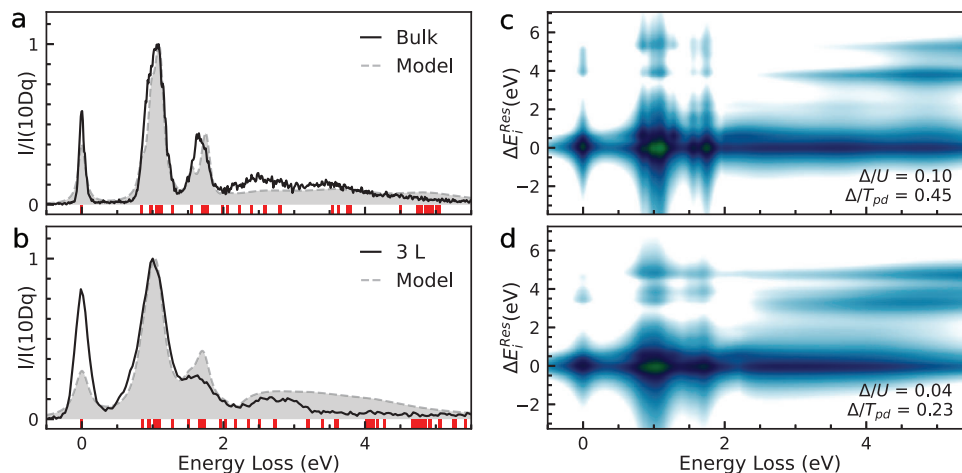 a
I/I(10Dq)
1
0
Bulk
Model
b
I/I(10Dq)
1
0
3 L
Model
0
2
4
Energy Loss (eV)
c
ΔE_i^Res(eV)
6
4
2
0
−2
Δ/U = 0.10
Δ/T_pd = 0.45
d
ΔE_i^Res(eV)
6
4
2
0
−2
Δ/U = 0.04
Δ/T_pd = 0.23
0
2
4
Energy Loss (eV)